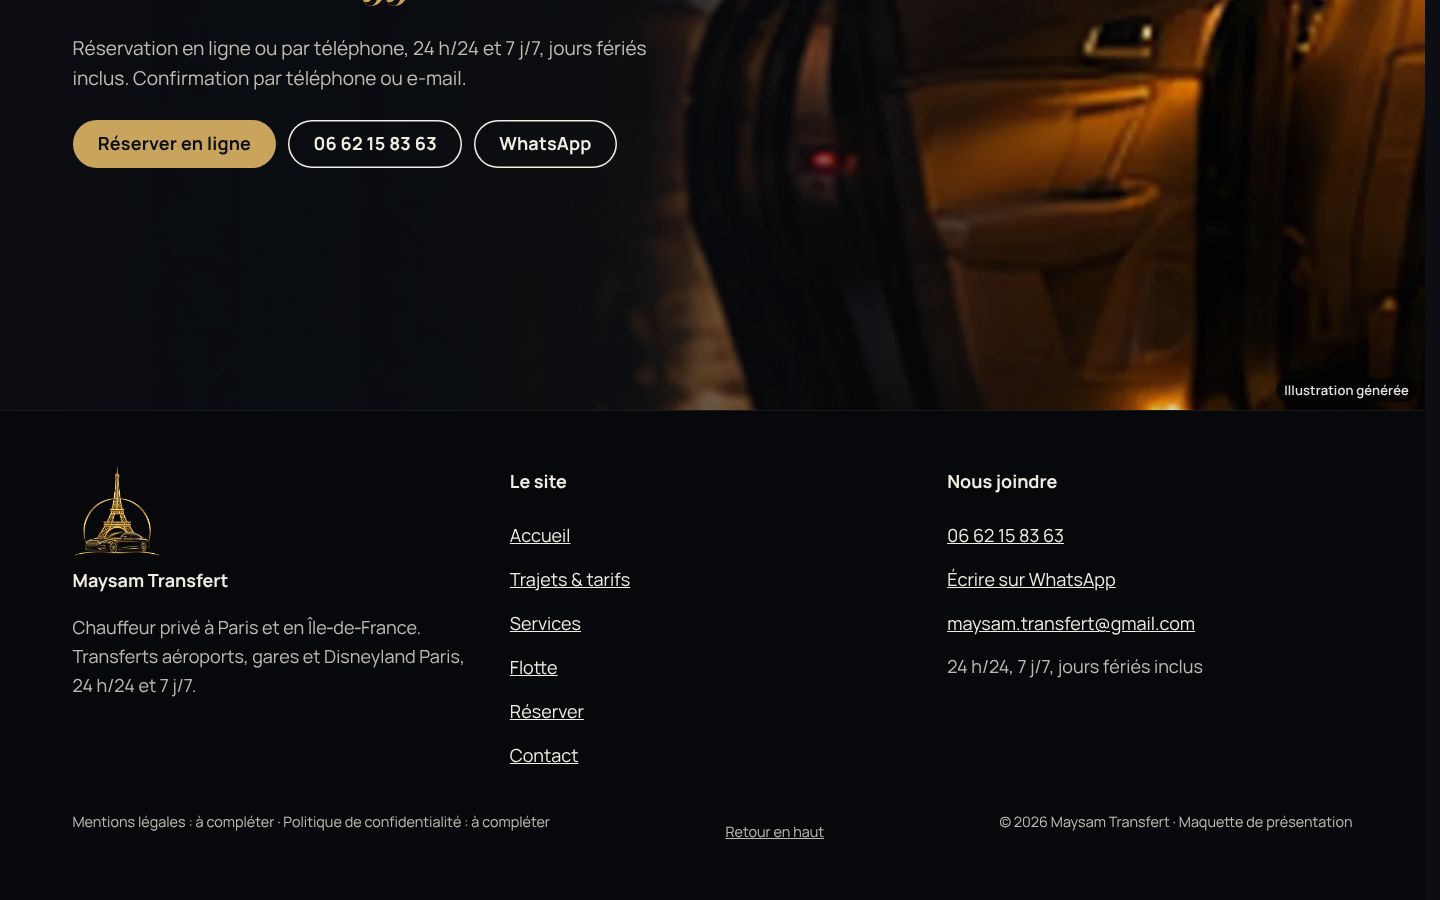 Réservation en ligne ou par téléphone, 24 h/24 et 7 j/7, jours fériés
inclus. Confirmation par téléphone ou e-mail.
Réserver en ligne
06 62 15 83 63
WhatsApp
Illustration générée
Maysam Transfert
Chauffeur privé à Paris et en Île-de-France.
Transferts aéroports, gares et Disneyland Paris,
24 h/24 et 7 j/7.
Le site
Accueil
Trajets & tarifs
Services
Flotte
Réserver
Contact
Nous joindre
06 62 15 83 63
Écrire sur WhatsApp
maysam.transfert@gmail.com
24 h/24, 7 j/7, jours fériés inclus
Mentions légales : à compléter · Politique de confidentialité : à compléter
Retour en haut
© 2026 Maysam Transfert · Maquette de présentation